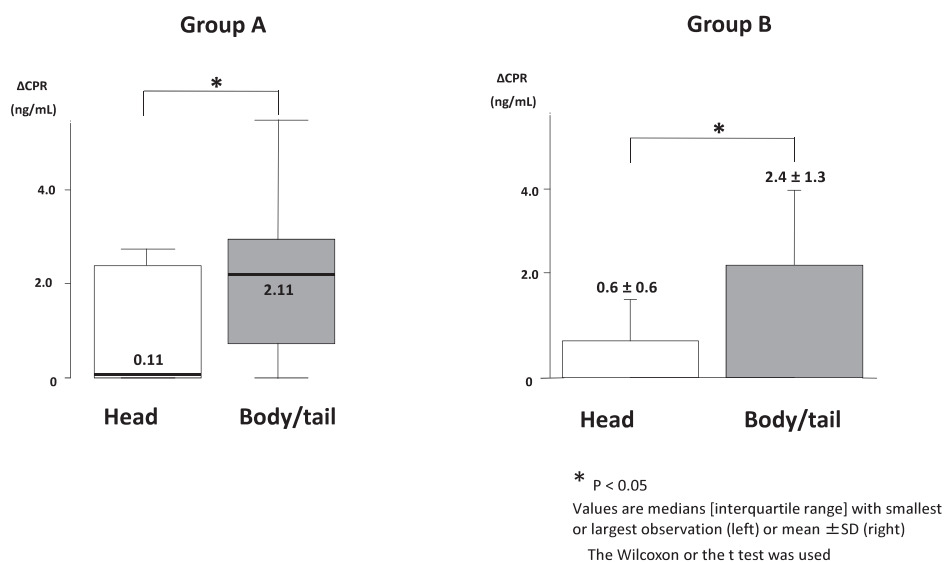 Group A
ΔCPR
(ng/mL)
*
4.0
2.0
0
0.11
2.11
Head
Body/tail
Group B
ΔCPR
(ng/mL)
*
4.0
2.0
0
0.6 ± 0.6
2.4 ± 1.3
Head
Body/tail
* P < 0.05
Values are medians [interquartile range] with smallest
or largest observation (left) or mean ±SD (right)
The Wilcoxon or the t test was used